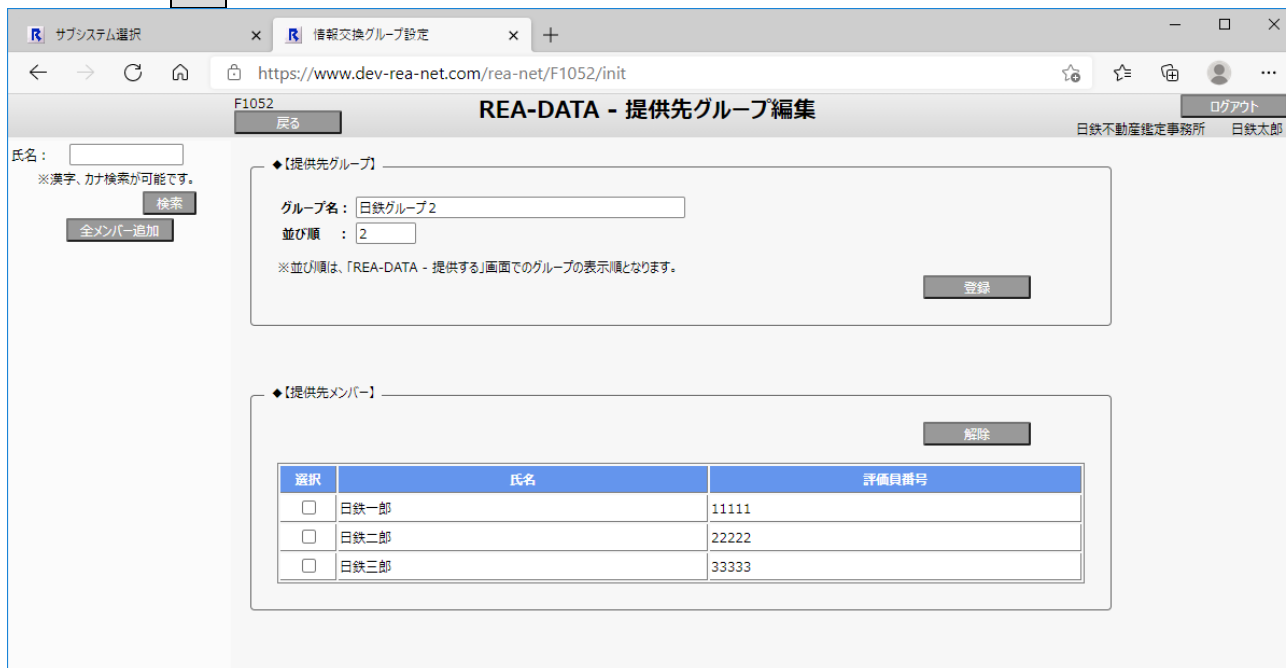 サブシステム選択
情報交換グループ設定
https://www.dev-rea-net.com/rea-net/F1052/init
F1052
戻る
REA-DATA - 提供先グループ編集
ログアウト
日鉄不動産鑑定事務所 日鉄太郎
氏名：
※漢字、カナ検索が可能です。
検索
全メンバー追加
◆【提供先グループ】
グループ名： 日鉄グループ２
並び順 ： 2
※並び順は、「REA-DATA - 提供する」画面でのグループの表示順となります。
登録
◆【提供先メンバー】
解除
選択 氏名 評価員番号
日鉄一郎 11111
日鉄二郎 22222
日鉄三郎 33333